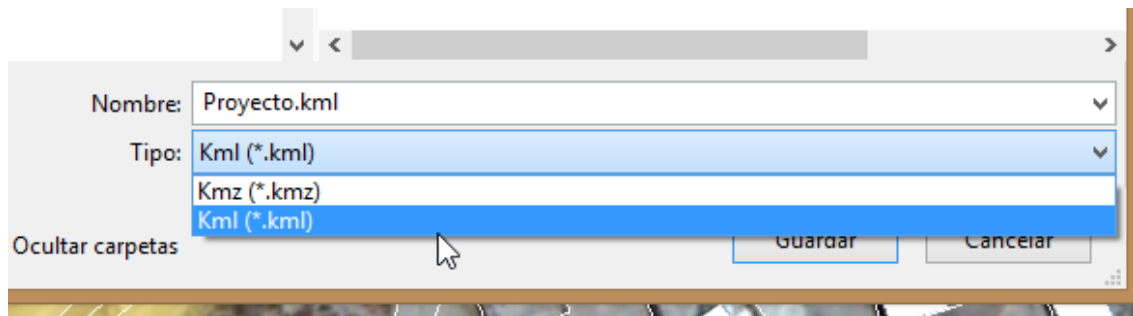 Nombre: Proyecto.kml
Tipo: Kml (*.kml)
Kmz (*.kmz)
Kml (*.kml)
Ocultar carpetas Guardar Cancelar